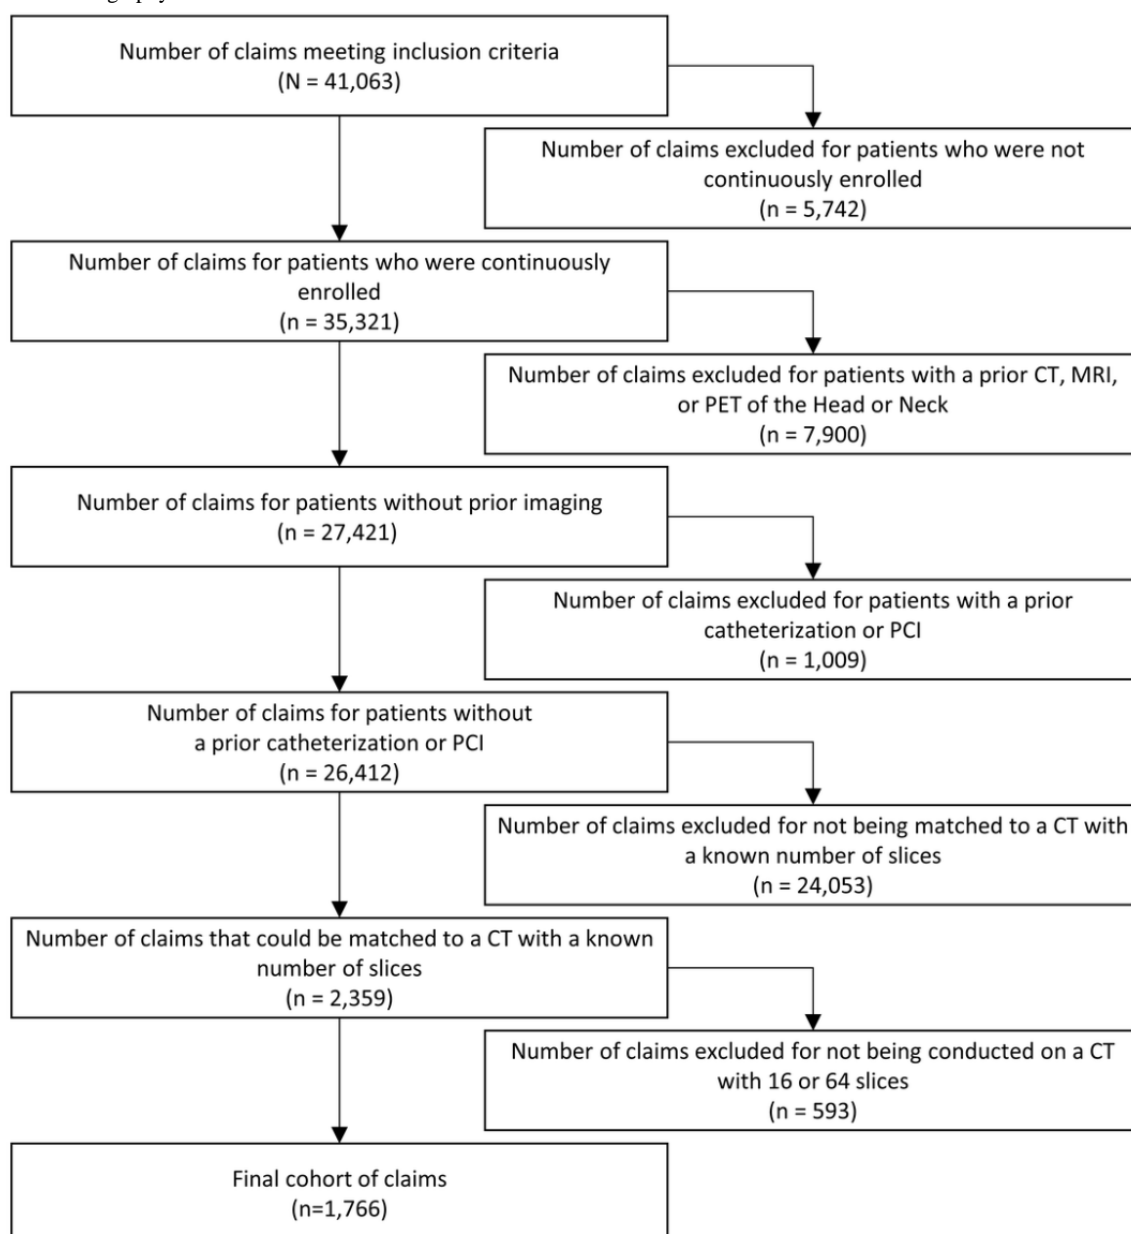 Number of claims meeting inclusion criteria
(N = 41,063)
Number of claims excluded for patients who were not
continuously enrolled
(n = 5,742)
Number of claims for patients who were continuously
enrolled
(n = 35,321)
Number of claims excluded for patients with a prior CT, MRI,
or PET of the Head or Neck
(n = 7,900)
Number of claims for patients without prior imaging
(n = 27,421)
Number of claims excluded for patients with a prior
catheterization or PCI
(n = 1,009)
Number of claims for patients without
a prior catheterization or PCI
(n = 26,412)
Number of claims excluded for not being matched to a CT with
a known number of slices
(n = 24,053)
Number of claims that could be matched to a CT with a known
number of slices
(n = 2,359)
Number of claims excluded for not being conducted on a CT
with 16 or 64 slices
(n = 593)
Final cohort of claims
(n=1,766)